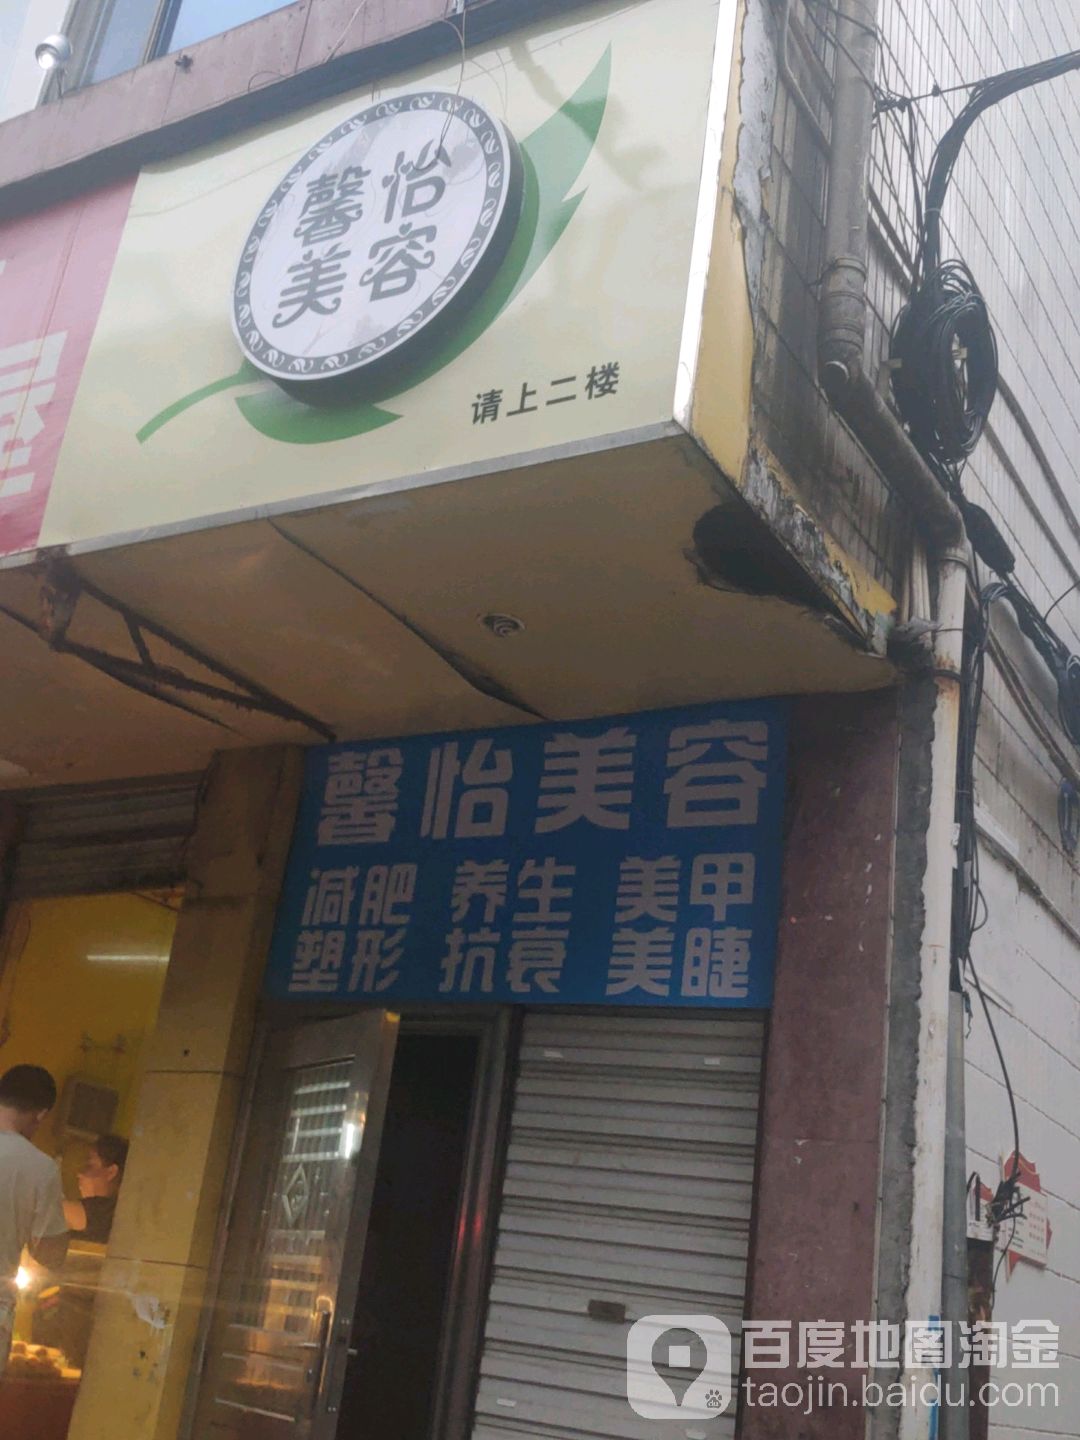 馨怡
美容
请上二楼
屋
馨怡美容
减肥 养生 美甲
塑形 抗衰 美睫
百度地图淘金
taojin.baidu.com